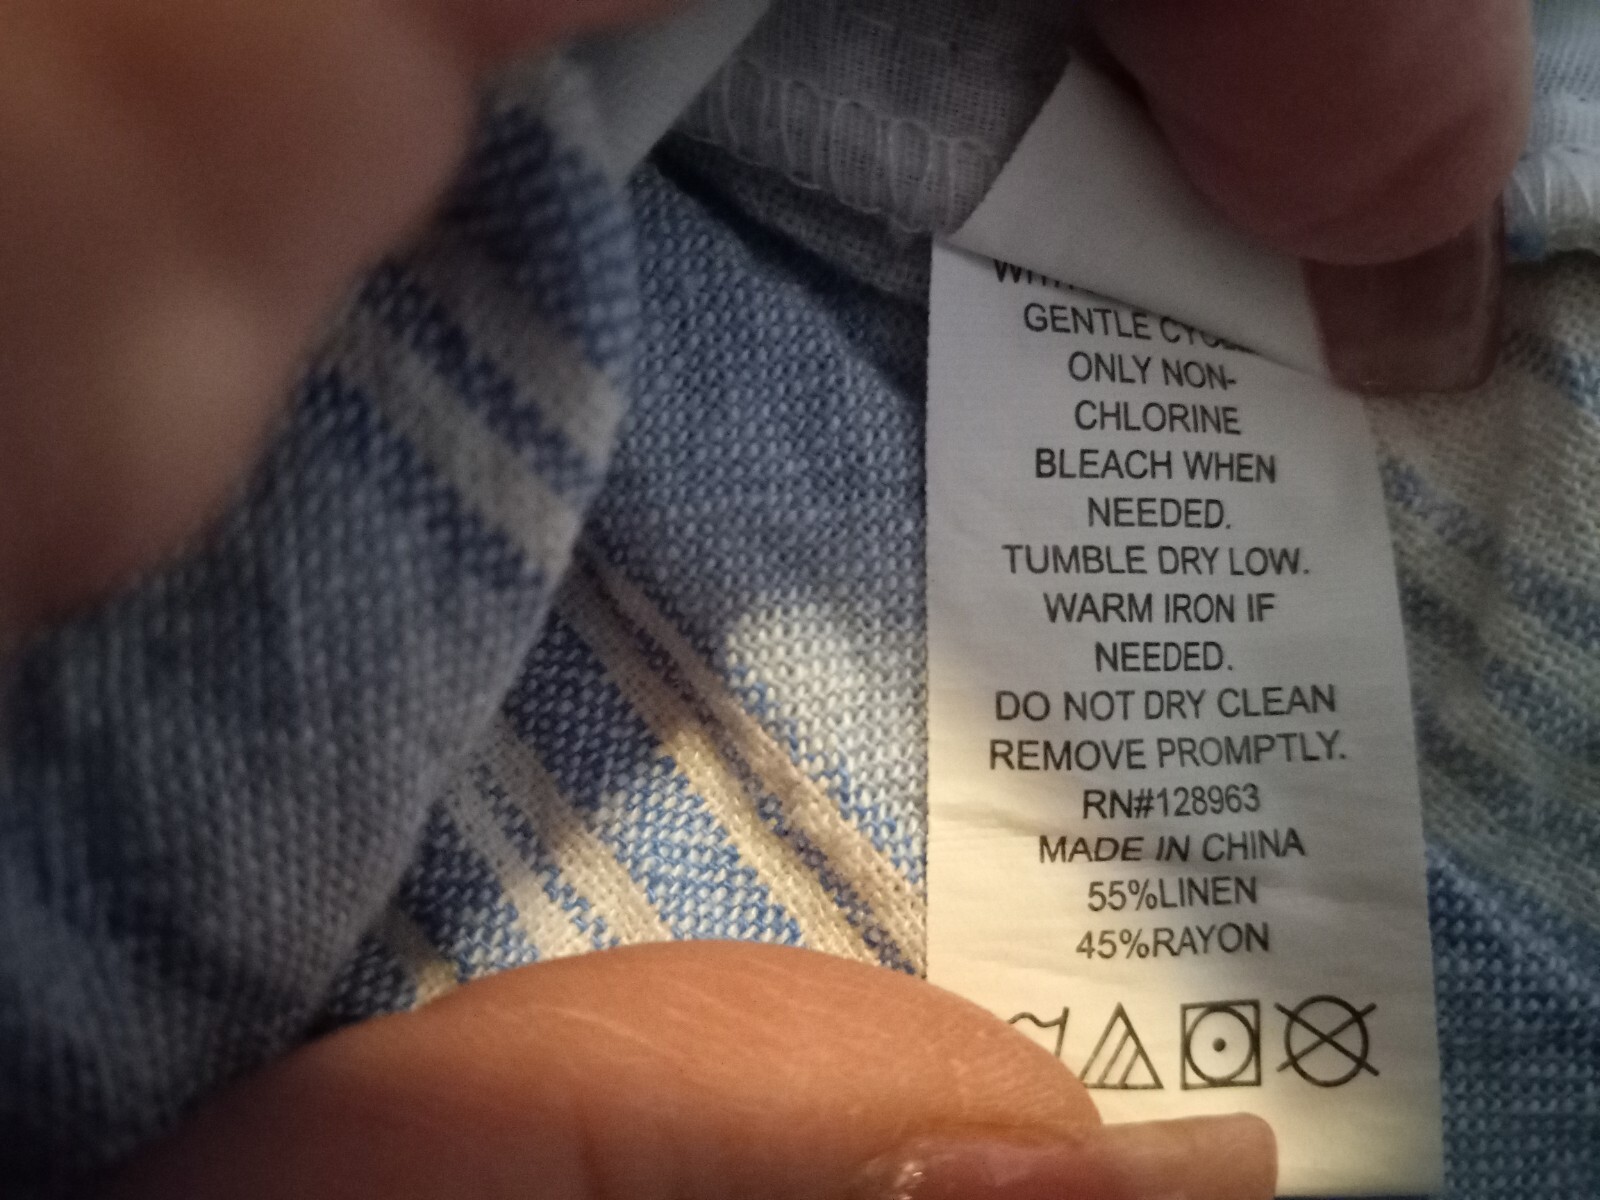 GENTLE CYCLE
ONLY NON-
CHLORINE
BLEACH WHEN
NEEDED.
TUMBLE DRY LOW.
WARM IRON IF
NEEDED.
DO NOT DRY CLEAN
REMOVE PROMPTLY.
RN#128963
MADE IN CHINA
55%LINEN
45%RAYON